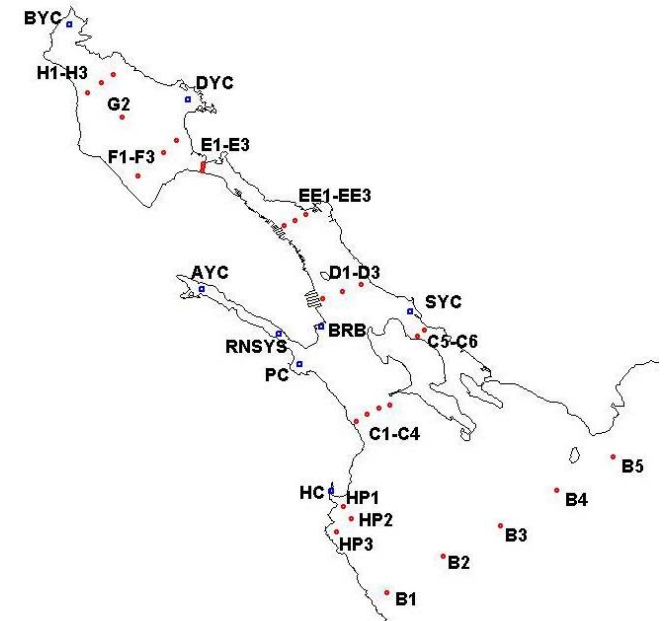 BYC
H1-H3
DYC
G2
E1-E3
F1-F3
EE1-EE3
AYC
D1-D3
SYC
BRB
RNSYS
C5-C6
PC
C1-C4
B5
HC
HP1
B4
HP2
B3
HP3
B2
B1